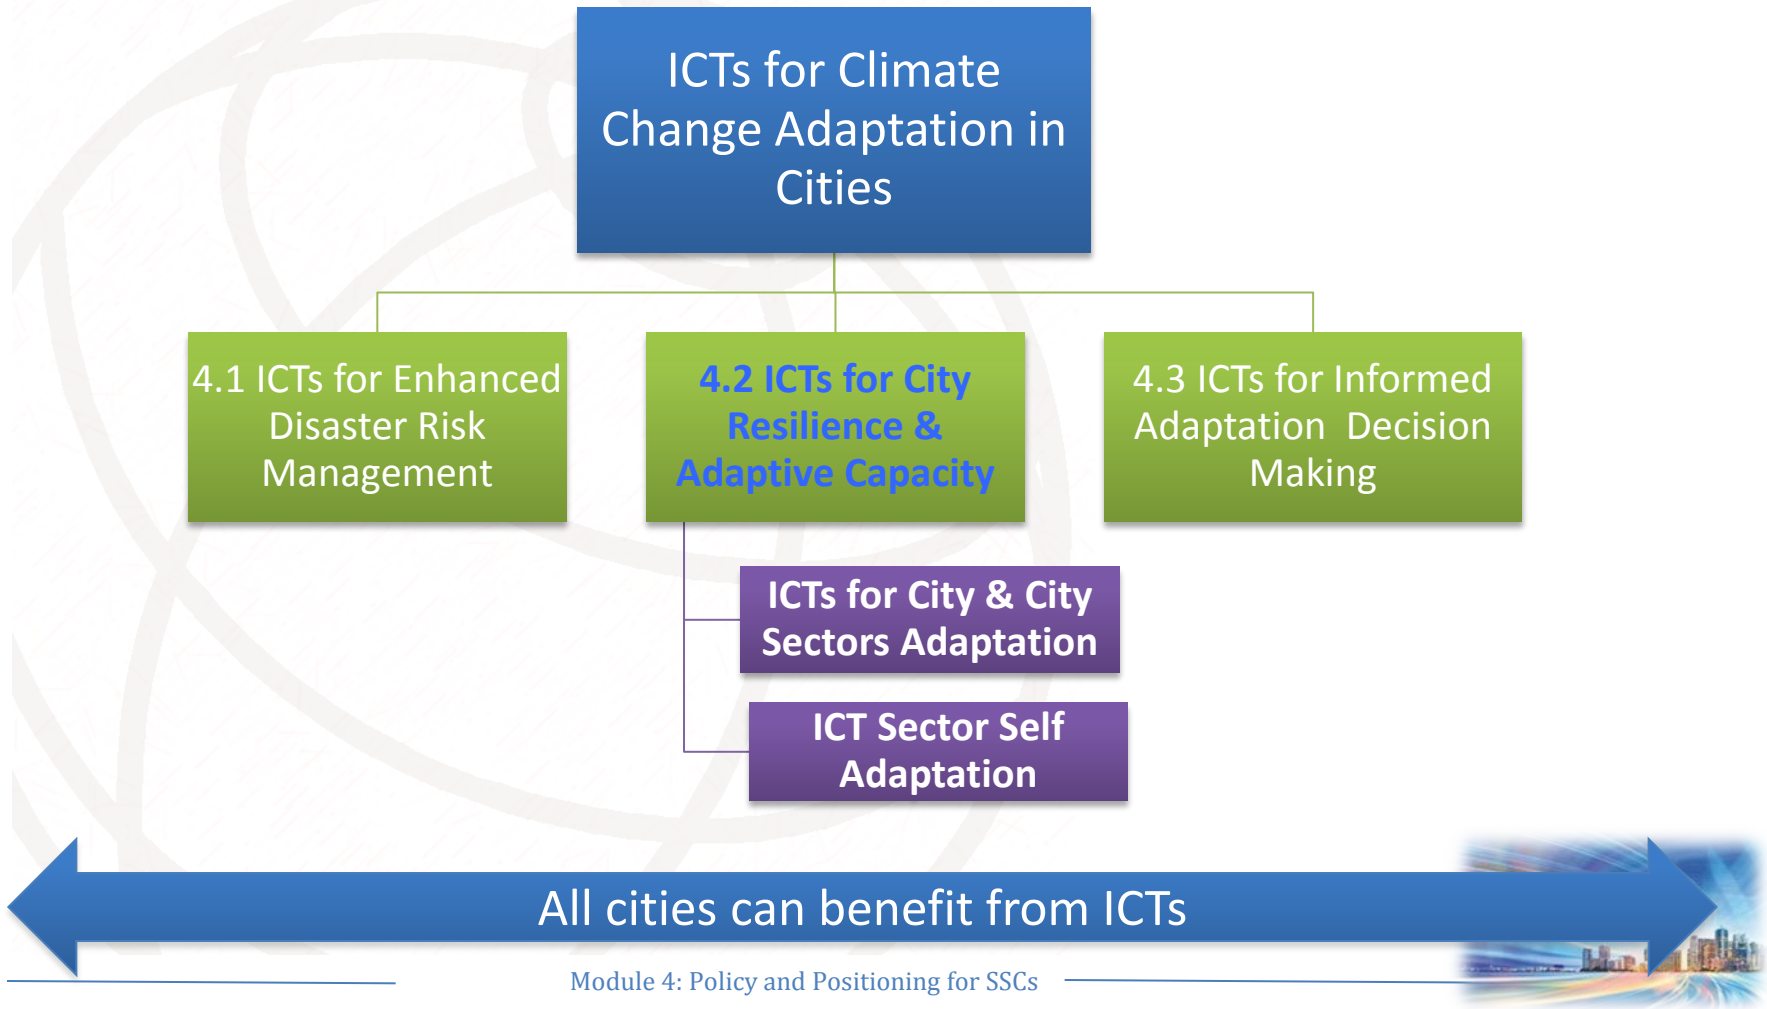 ICTs for Climate
Change Adaptation in
Cities
4.1 ICTs for Enhanced
Disaster Risk
Management
4.2 ICTs for City
Resilience &
Adaptive Capacity
4.3 ICTs for Informed
Adaptation  Decision
Making
ICTs for City & City
Sectors Adaptation
ICT Sector Self
Adaptation
All cities can benefit from ICTs
Module 4: Policy and Positioning for SSCs